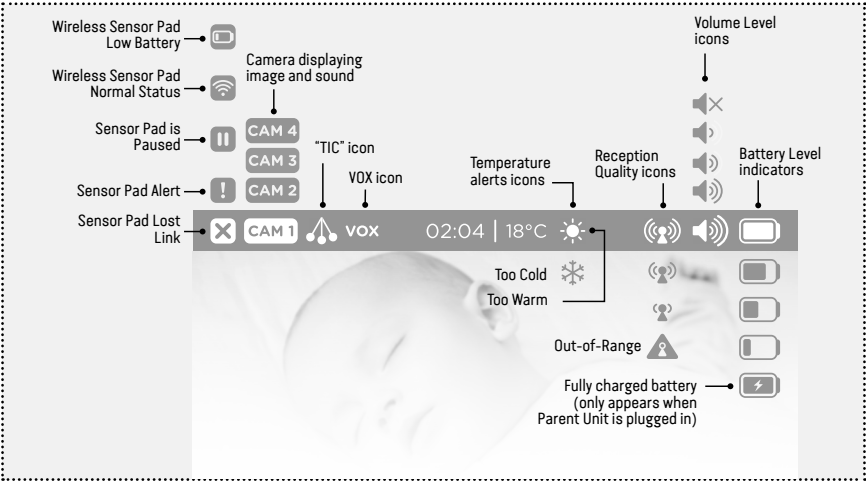 Wireless Sensor Pad
Low Battery
Wireless Sensor Pad
Normal Status
Sensor Pad is
Paused
Sensor Pad Alert
Sensor Pad Lost
Link
Camera displaying
image and sound
CAM 4
CAM 3
CAM 2
CAM 1
“TIC” icon
VOX icon
VOX
02:04 | 18°C
Temperature
alerts icons
Reception
Quality icons
Volume Level
icons
Battery Level
indicators
Too Cold
Too Warm
Out-of-Range
Fully charged battery
(only appears when
Parent Unit is plugged in)